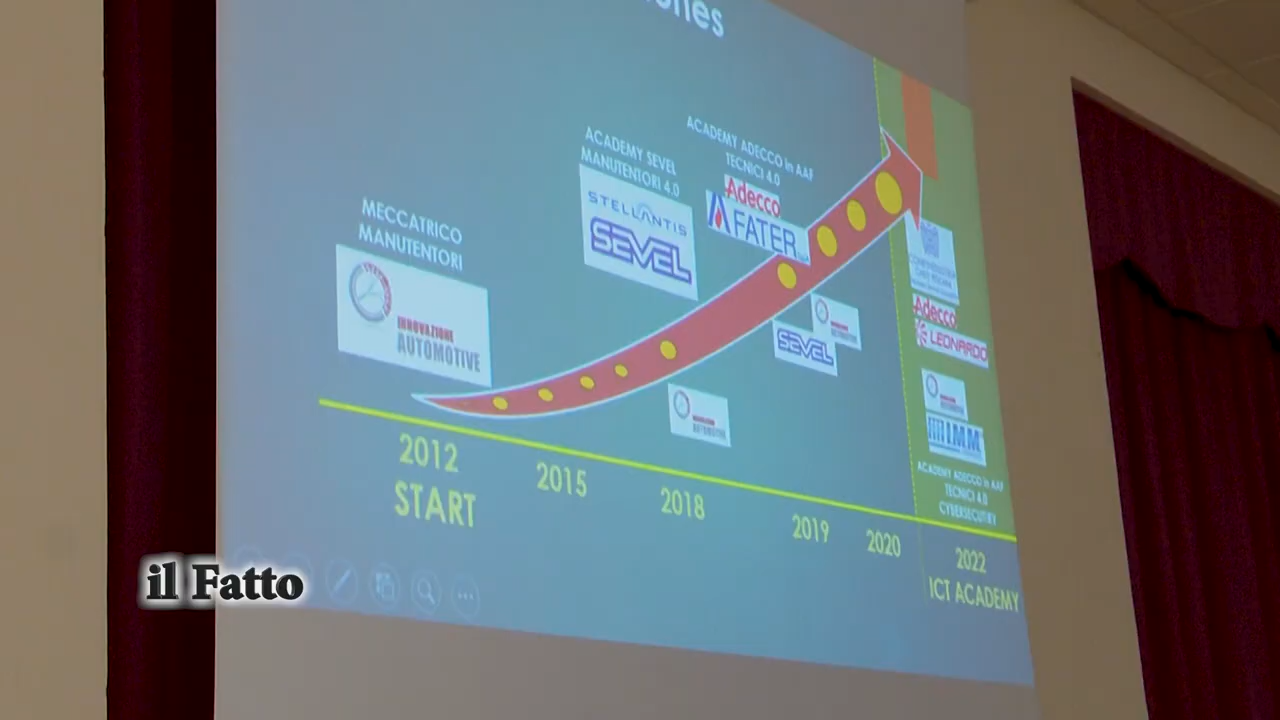 MECCATRICO
MANUTENTORI
INNOVAZIONE
AUTOMOTIVE
ACADEMY SEVEL
MANUTENTORI 4.0
STELLANTIS
SEVEL
ACADEMY ADECCO in AAF
TECNICI 4.0
Adecco
FATER
SEVEL
AUTOMOTIVE
Adecco
LEONARDO
I.M.M.
ACADEMY ADECCO in AAF
TECNICI 4.0
CYBERSECUTIRY
2012
START
2015
2018
2019
2020
2022
ICT ACADEMY
il Fatto